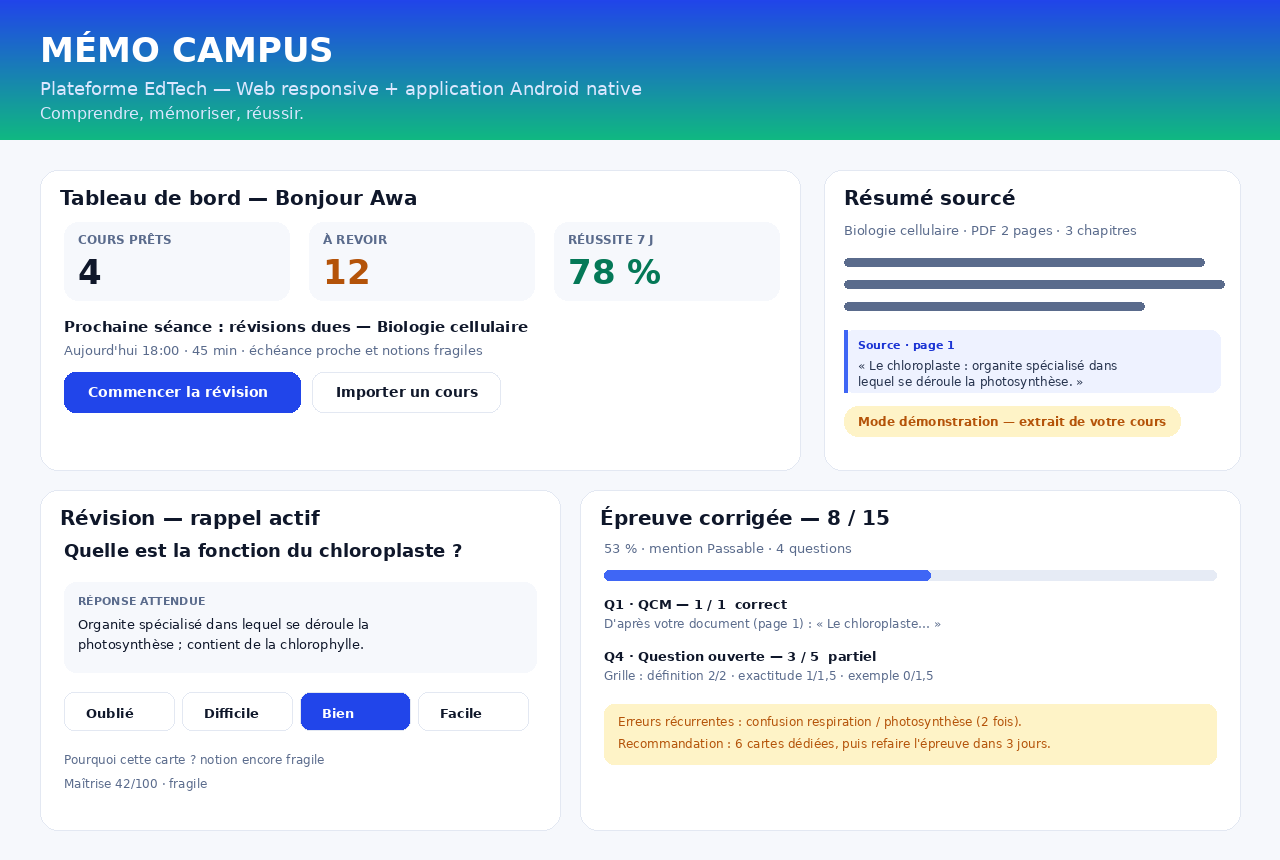 MÉMO CAMPUS
Plateforme EdTech — Web responsive + application Android native
Comprendre, mémoriser, réussir.
Tableau de bord — Bonjour Awa
COURS PRÊTS
4
À REVOIR
12
RÉUSSITE 7 J
78 %
Prochaine séance : révisions dues — Biologie cellulaire
Aujourd'hui 18:00 · 45 min · échéance proche et notions fragiles
Commencer la révision
Importer un cours
Résumé sourcé
Biologie cellulaire · PDF 2 pages · 3 chapitres
Source · page 1
« Le chloroplaste : organite spécialisé dans
lequel se déroule la photosynthèse. »
Mode démonstration — extrait de votre cours
Révision — rappel actif
Quelle est la fonction du chloroplaste ?
RÉPONSE ATTENDUE
Organite spécialisé dans lequel se déroule la
photosynthèse ; contient de la chlorophylle.
Oublié
Difficile
Bien
Facile
Pourquoi cette carte ? notion encore fragile
Maîtrise 42/100 · fragile
Épreuve corrigée — 8 / 15
53 % · mention Passable · 4 questions
Q1 · QCM — 1 / 1  correct
D'après votre document (page 1) : « Le chloroplaste… »
Q4 · Question ouverte — 3 / 5  partiel
Grille : définition 2/2 · exactitude 1/1,5 · exemple 0/1,5
Erreurs récurrentes : confusion respiration / photosynthèse (2 fois).
Recommandation : 6 cartes dédiées, puis refaire l'épreuve dans 3 jours.